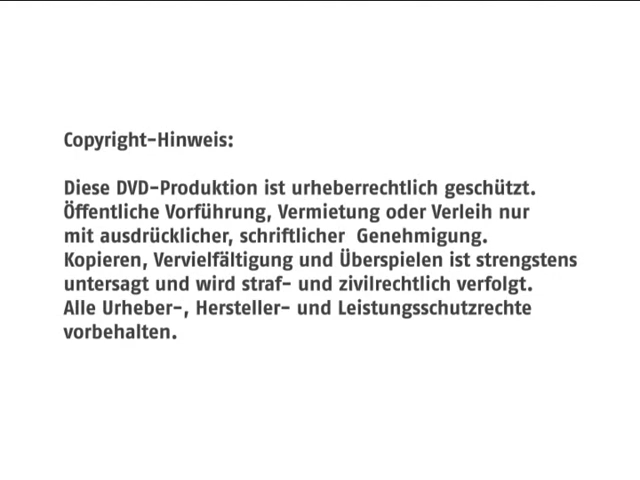 Copyright-Hinweis:
Diese DVD-Produktion ist urheberrechtlich geschützt.
Öffentliche Vorführung, Vermietung oder Verleih nur
mit ausdrücklicher, schriftlicher  Genehmigung.
Kopieren, Vervielfältigung und Überspielen ist strengstens
untersagt und wird straf- und zivilrechtlich verfolgt.
Alle Urheber-, Hersteller- und Leistungsschutzrechte
vorbehalten.